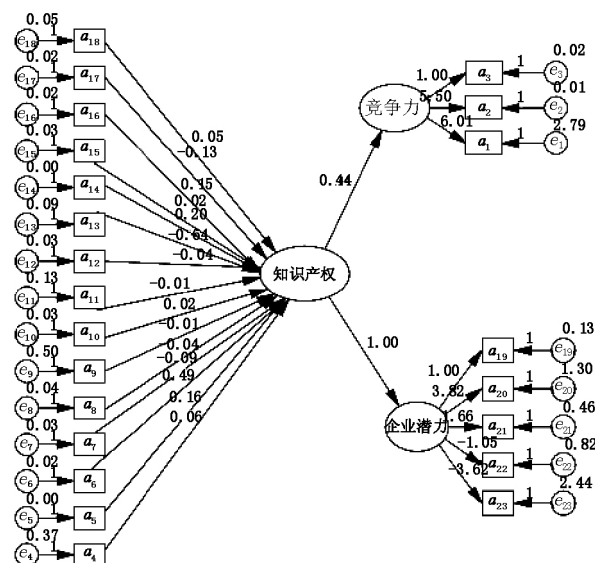 0.05
e18 1 a18
0.02
e17 1 a17
0.02
e16 1 a16
0.03
e15 1 a15
0.00
e14 1 a14
0.09
e13 1 a13
0.03
e12 1 a12
0.13
e11 1 a11
0.03
e10 1 a10
0.50
e9 1 a9
0.04
e8 1 a8
0.03
e7 1 a7
0.02
e6 1 a6
0.00
e5 1 a5
0.37
e4 1 a4
0.05
-0.13
0.15
0.02
0.20
-0.64
-0.04
-0.01
0.02
-0.01
-0.04
-0.09
0.49
0.16
0.06
知识产权
0.44
1.00
竞争力
1.00
5.50
6.01
a3 1 e3 0.02
a2 1 e2 0.01
a1 1 e1 2.79
企业潜力
1.00
3.82
1.66
-1.05
-3.62
a19 1 e19 0.13
a20 1 e20 1.30
a21 1 e21 0.46
a22 1 e22 0.82
a23 1 e23 2.44